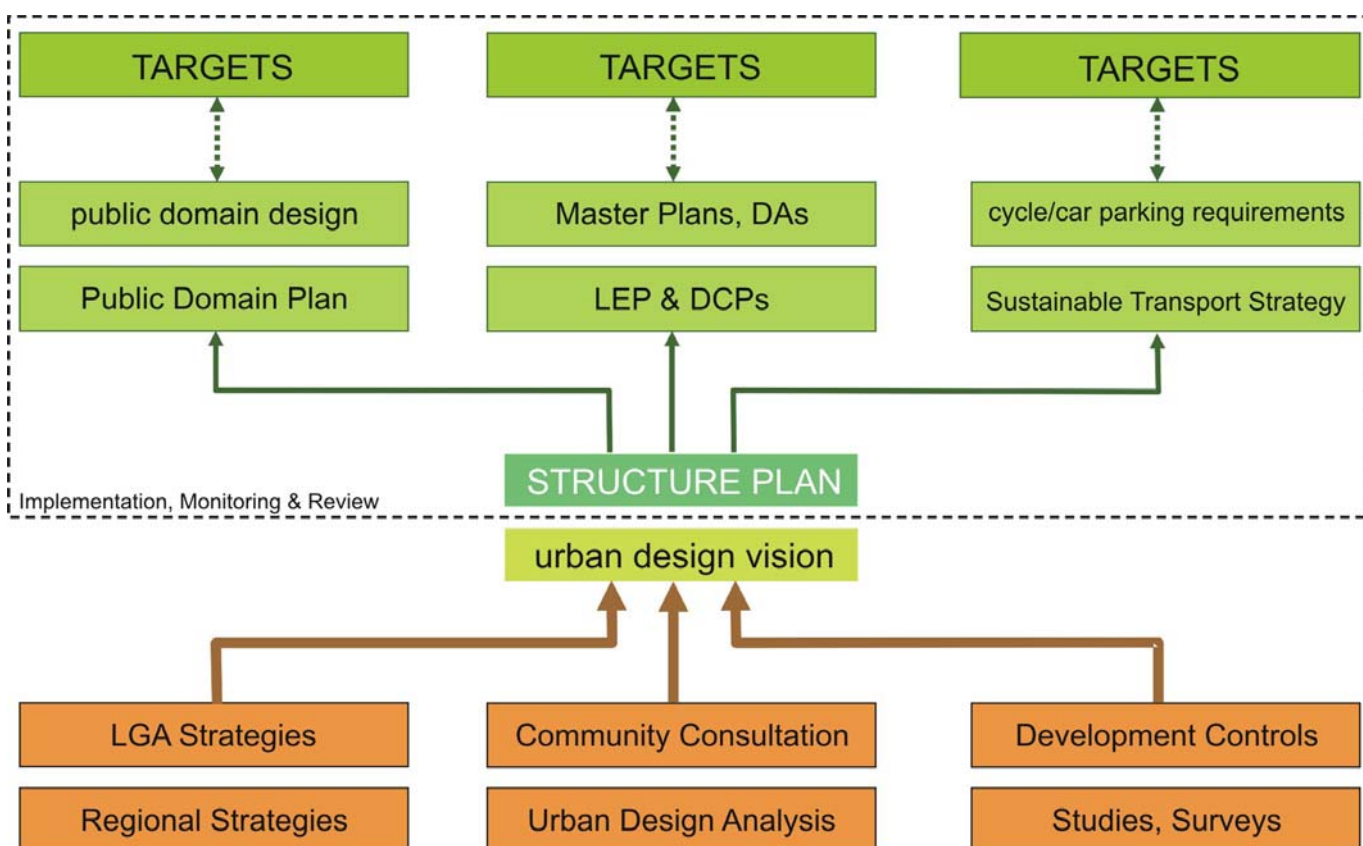 TARGETS
TARGETS
TARGETS
public domain design
Master Plans, DAs
cycle/car parking requirements
Public Domain Plan
LEP & DCPs
Sustainable Transport Strategy
STRUCTURE PLAN
Implementation, Monitoring & Review
urban design vision
LGA Strategies
Community Consultation
Development Controls
Regional Strategies
Urban Design Analysis
Studies, Surveys